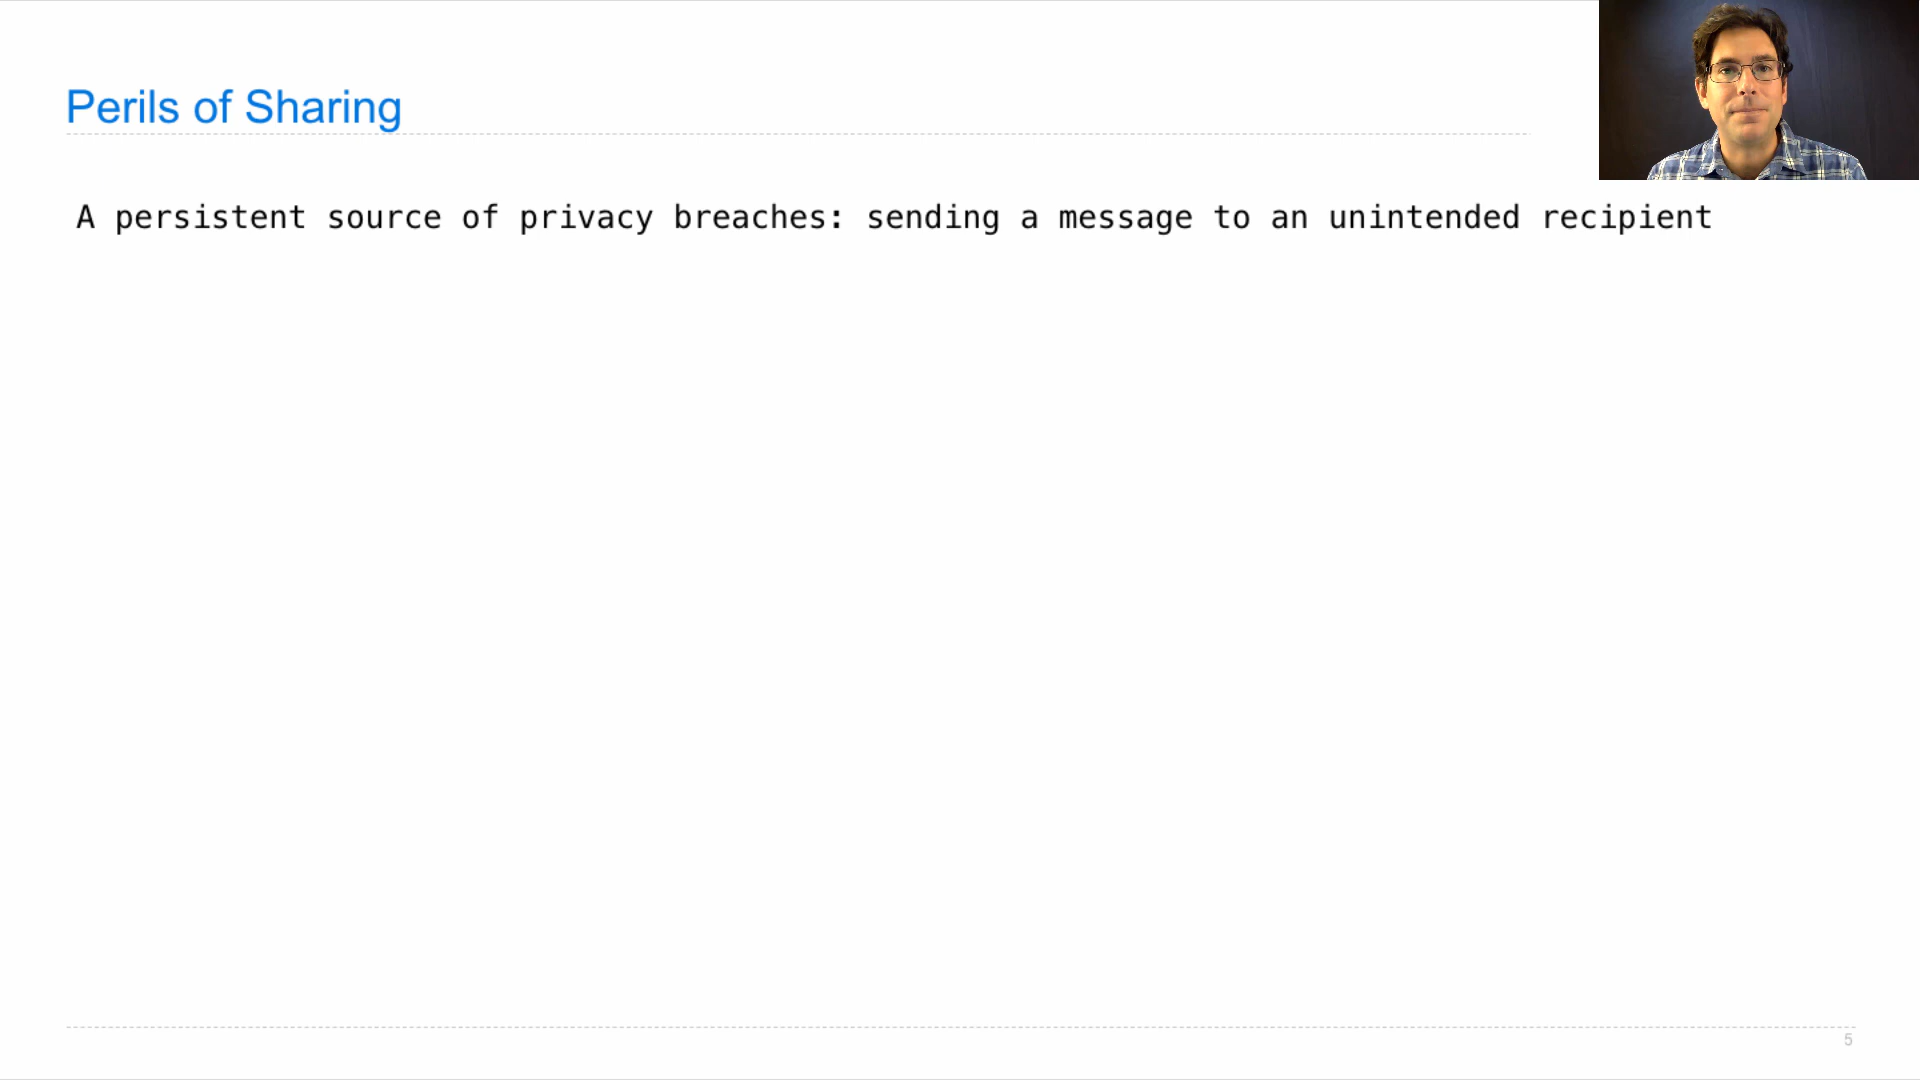 Perils of Sharing
A persistent source of privacy breaches: sending a message to an unintended recipient
5